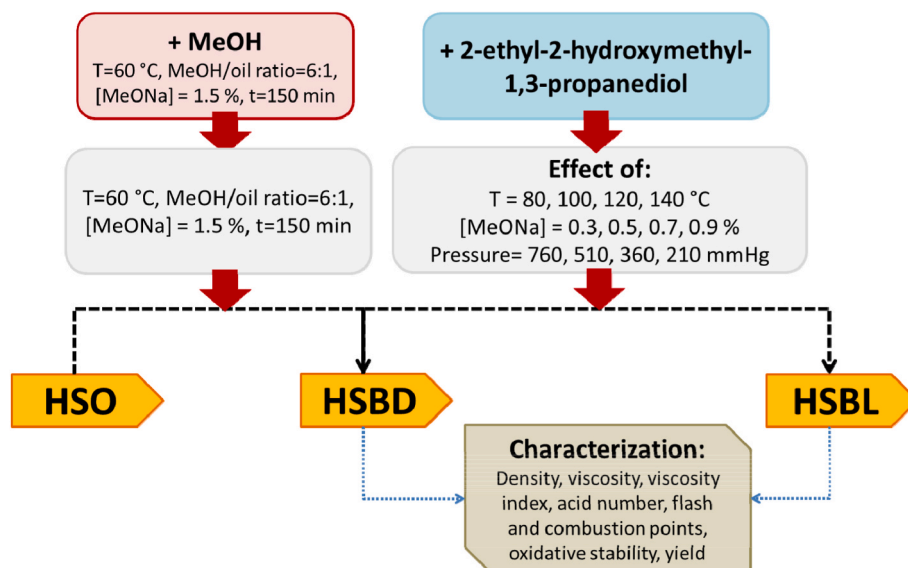 + MeOH
T=60 °C, MeOH/oil ratio=6:1,
[MeONa] = 1.5 %, t=150 min
+ 2-ethyl-2-hydroxymethyl-
1,3-propanediol
T=60 °C, MeOH/oil ratio=6:1,
[MeONa] = 1.5 %, t=150 min
Effect of:
T = 80, 100, 120, 140 °C
[MeONa] = 0.3, 0.5, 0.7, 0.9 %
Pressure= 760, 510, 360, 210 mmHg
HSO
HSBD
HSBL
Characterization:
Density, viscosity, viscosity
index, acid number, flash
and combustion points,
oxidative stability, yield